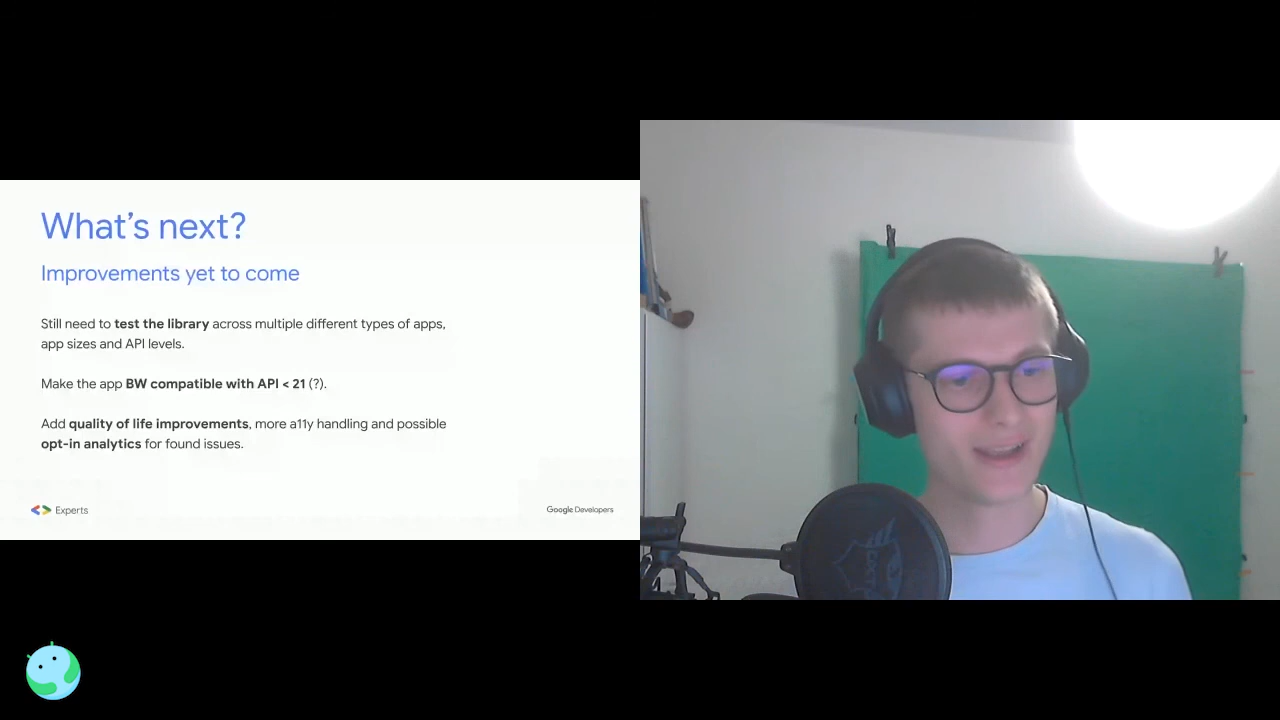 What's next?
Improvements yet to come
Still need to test the library across multiple different types of apps,
app sizes and API levels.
Make the app BW compatible with API < 21 (?).
Add quality of life improvements, more a11y handling and possible
opt-in analytics for found issues.
Experts
Google Developers